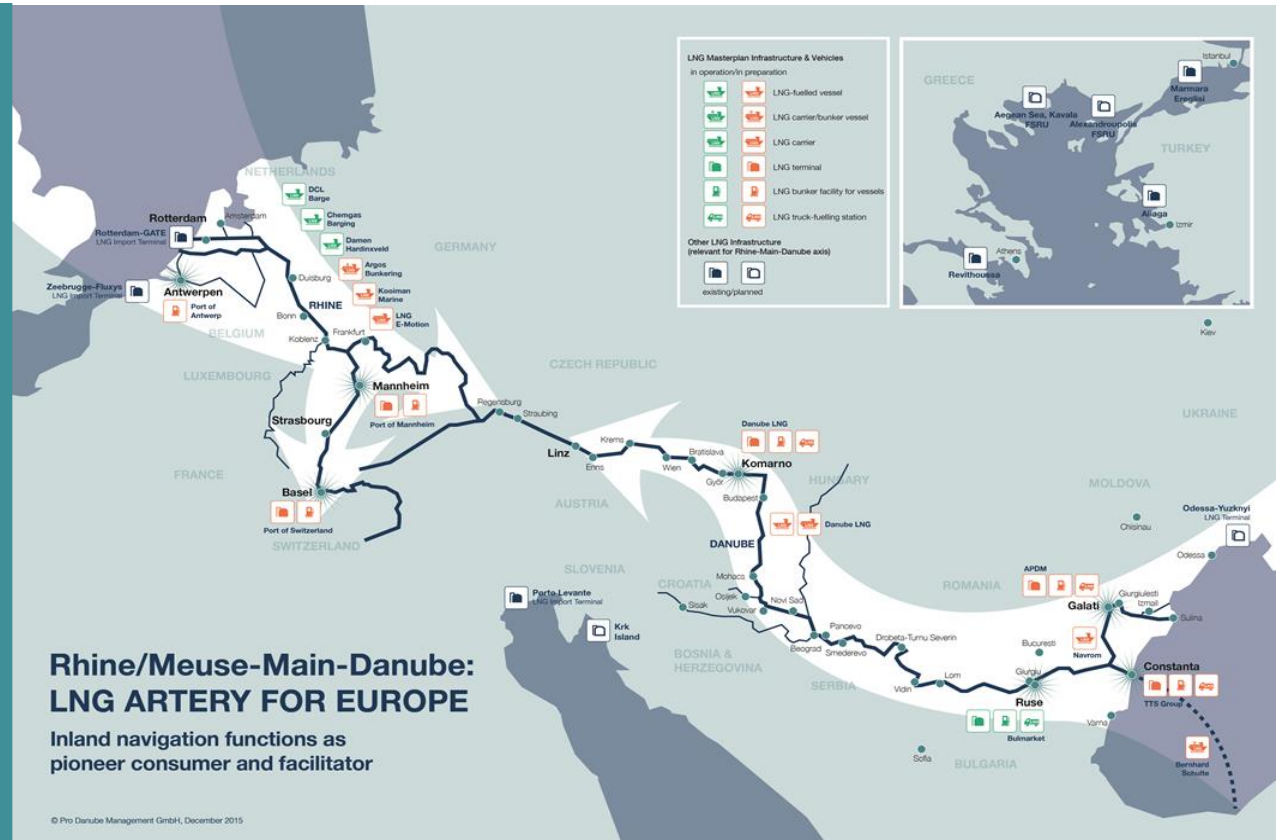 NETHERLANDS
DCL
Barge
Chemgas
Barging
Damen
Hardinxveld
Argos
Bunkering
Kooiman
Marine
LNG
E-Motion
Rotterdam
Amsterdam
Rotterdam-GATE
LNG Import Terminal
Zeebrugge-Fluxys
LNG Import Terminal
Antwerpen
Port of
Antwerp
BELGIUM
GERMANY
Duisburg
RHINE
Bonn
Koblenz
Frankfurt
LUXEMBOURG
Mannheim
Port of Mannheim
Strasbourg
FRANCE
Basel
Port of Switzerland
SWITZERLAND
CZECH REPUBLIC
Regensburg
Straubing
Linz
Enns
Krems
Wien
Bratislava
Györ
AUSTRIA
Danube LNG
Komarno
Budapest
HUNGARY
Danube LNG
DANUBE
SLOVENIA
Mohacs
CROATIA
Osijek
Vukovar
Novi Sad
Sisak
Porto Levante
LNG Import Terminal
Krk
Island
BOSNIA &
HERZEGOVINA
Beograd
Pancevo
Smederevo
SERBIA
Drobeta-Turnu Severin
Vidin
Lom
ROMANIA
Bucuresti
Giurgiu
Ruse
Bulmarket
Sofia
BULGARIA
Varna
APDM
Galati
Giurgiulesti
Izmail
Sulina
Navrom
Constanta
TTS Group
Bernhard
Schulte
MOLDOVA
Chisinau
Odessa-Yuzknyi
LNG Terminal
Odessa
UKRAINE
Kiev
LNG Masterplan Infrastructure & Vehicles
in operation/in preparation
LNG-fuelled vessel
LNG carrier/bunker vessel
LNG carrier
LNG terminal
LNG bunker facility for vessels
LNG truck-fuelling station
Other LNG Infrastructure
(relevant for Rhine-Main-Danube axis)
existing/planned
GREECE
Istanbul
Marmara
Ereglisi
Aegean Sea, Kavala
FSRU
Alexandroupolis
FSRU
TURKEY
Aliaga
Izmir
Athens
Revithoussa
Rhine/Meuse-Main-Danube:
LNG ARTERY FOR EUROPE
Inland navigation functions as
pioneer consumer and facilitator
© Pro Danube Management GmbH, December 2015